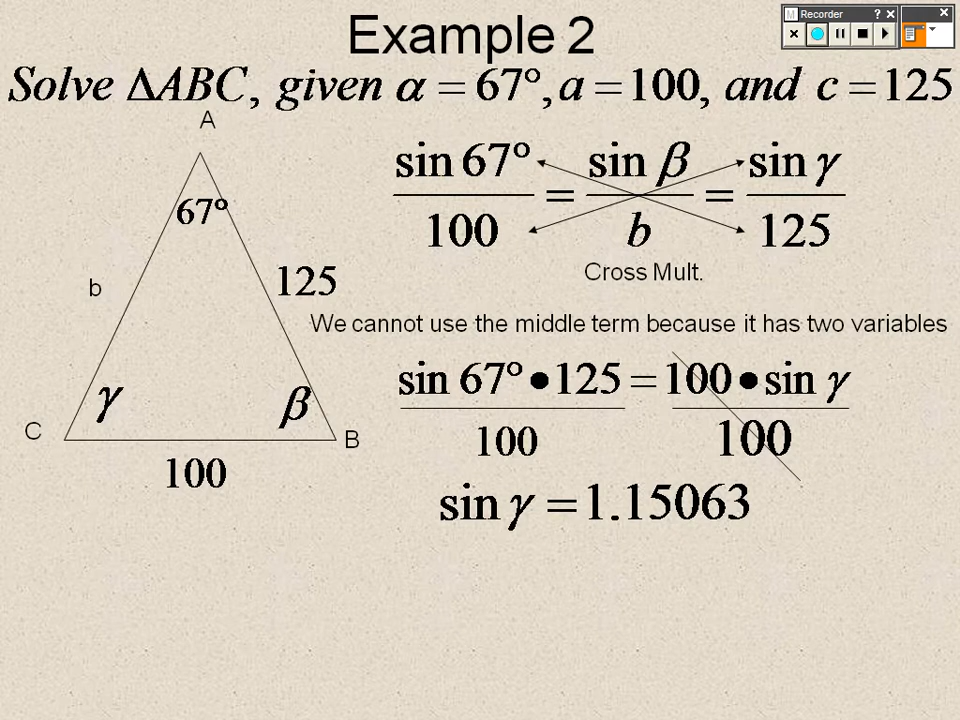 Example 2
Recorder
Solve ΔABC, given α = 67°, a = 100, and c = 125
A
67°
b
125
C
γ
β
B
100
sin 67° / 100 = sin β / b = sin γ / 125
Cross Mult.
We cannot use the middle term because it has two variables
sin 67° • 125 / 100 = 100 • sin γ / 100
sin γ = 1.15063